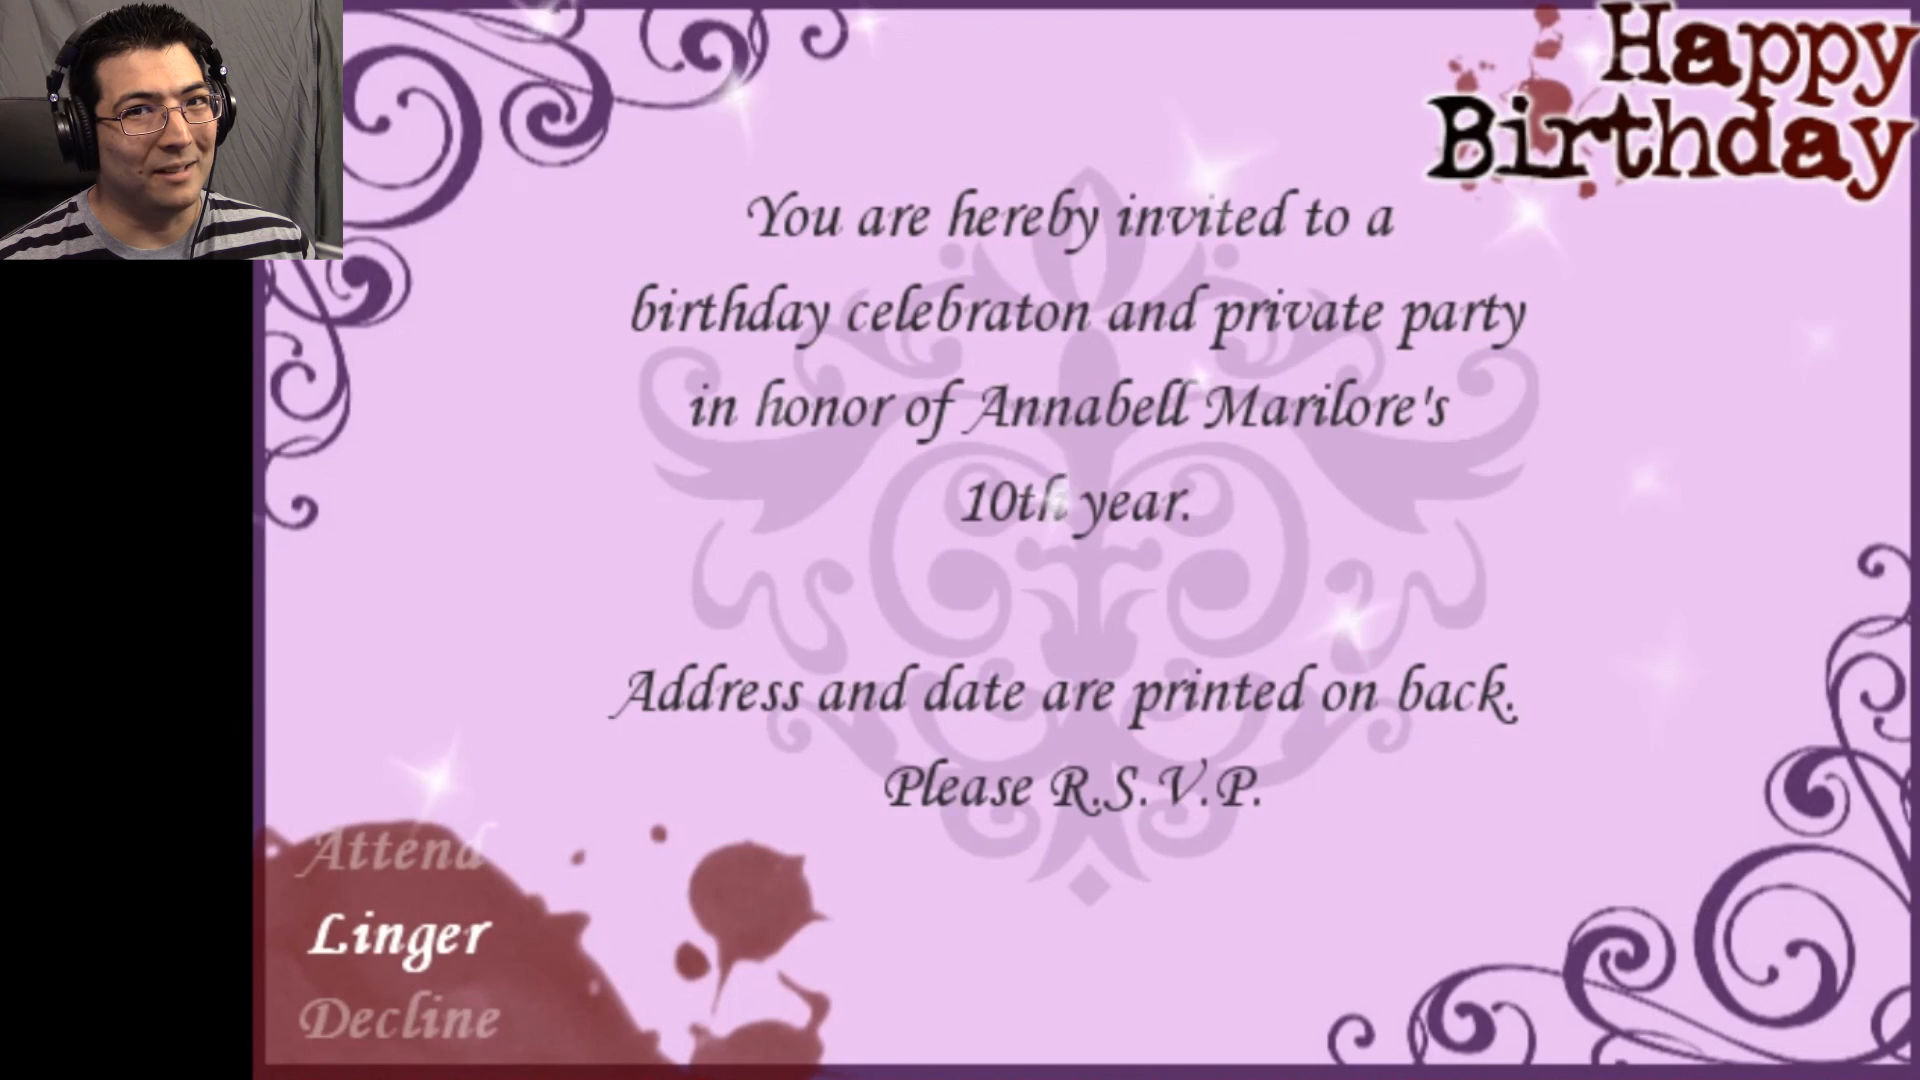 Happy
Birthday
You are hereby invited to a
birthday celebraton and private party
in honor of Annabell Marilore's
10th year.
Address and date are printed on back.
Please R.S.V.P.
Attend
Linger
Decline